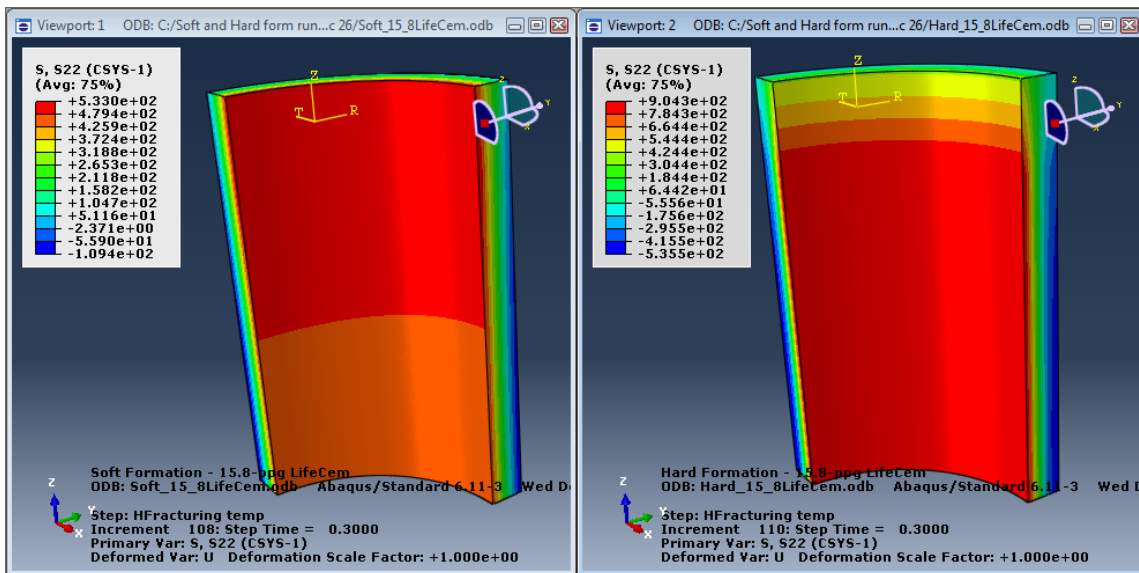 Viewport: 1 ODB: C:/Soft and Hard form run...c 26/Soft_15_8LifeCem.odb
S, S22 (CSYS-1)
(Avg: 75%)
+5.330e+02
+4.794e+02
+4.259e+02
+3.724e+02
+3.188e+02
+2.653e+02
+2.118e+02
+1.582e+02
+1.047e+02
+5.116e+01
-2.371e+00
-5.590e+01
-1.094e+02
Z
T
R
Z
Y
X
Soft Formation - 15.8-ppg LifeCem
ODB: Soft_15_8LifeCem.odb Abaqus/Standard 6.11-3 Wed De
Z
Y
X
Step: HFracturing temp
Increment 108: Step Time = 0.3000
Primary Var: S, S22 (CSYS-1)
Deformed Var: U Deformation Scale Factor: +1.000e+00
Viewport: 2 ODB: C:/Soft and Hard form run...c 26/Hard_15_8LifeCem.odb
S, S22 (CSYS-1)
(Avg: 75%)
+9.043e+02
+7.843e+02
+6.644e+02
+5.444e+02
+4.244e+02
+3.044e+02
+1.844e+02
+6.442e+01
-5.556e+01
-1.756e+02
-2.955e+02
-4.155e+02
-5.355e+02
Z
T
R
Z
Y
X
Hard Formation - 15.8-ppg LifeCem
ODB: Hard_15_8LifeCem.odb Abaqus/Standard 6.11-3 Wed D
Z
Y
X
Step: HFracturing temp
Increment 110: Step Time = 0.3000
Primary Var: S, S22 (CSYS-1)
Deformed Var: U Deformation Scale Factor: +1.000e+00